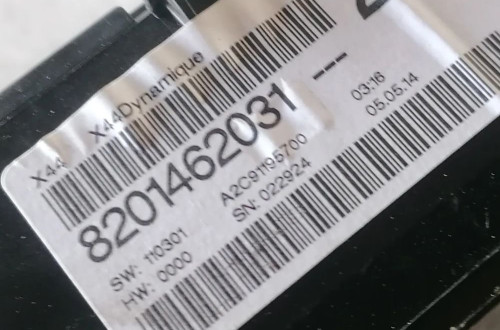 X44 X44Dynamique
8201462031 ---
SW: 110301 A2C91195700 03:16
HW: 0000 SN: 022924 05.05.14